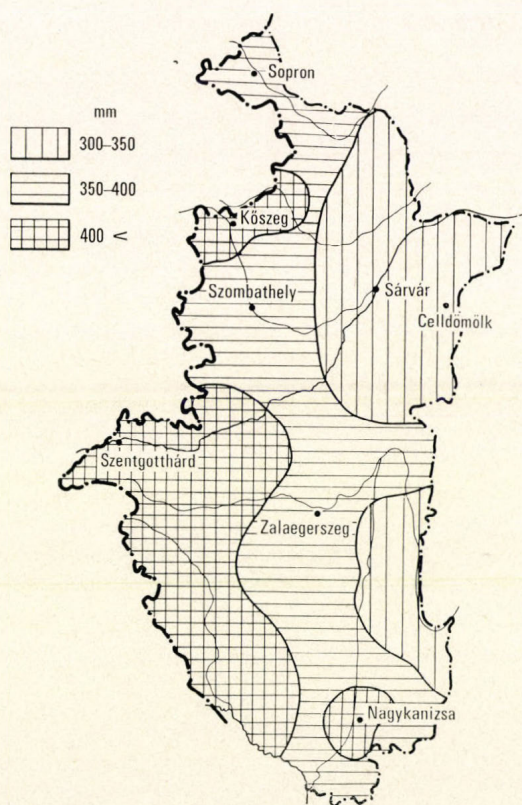 Sopron
mm
300–350
350–400
400 <
Kőszeg
Szombathely
Sárvár
Celldömölk
Szentgotthárd
Zalaegerszeg
Nagykanizsa